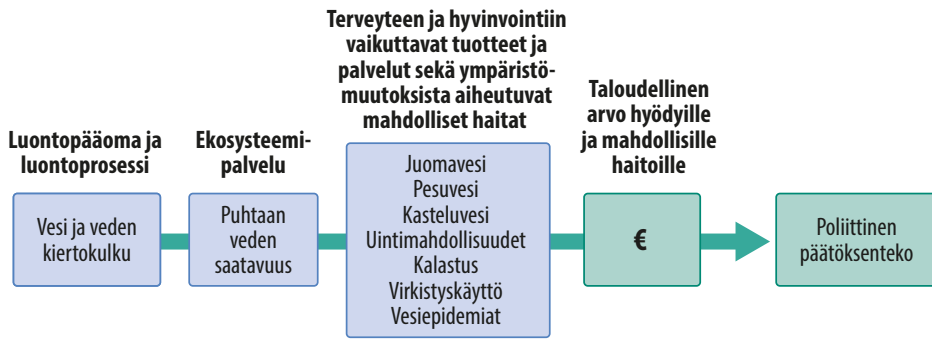 Luontopääoma ja
luontoprosessi
Vesi ja veden
kiertokulku
Ekosysteemi-
palvelu
Puhtaan
veden
saatavuus
Terveyteen ja hyvinvointiin
vaikuttavat tuotteet ja
palvelut sekä ympäristö-
muutoksista aiheutuvat
mahdolliset haitat
Juomavesi
Pesuvesi
Kasteluvesi
Uintimahdollisuudet
Kalastus
Virkistyskäyttö
Vesiepidemiat
Taloudellinen
arvo hyödyille
ja mahdollisille
haitoille
€
Poliittinen
päätöksenteko